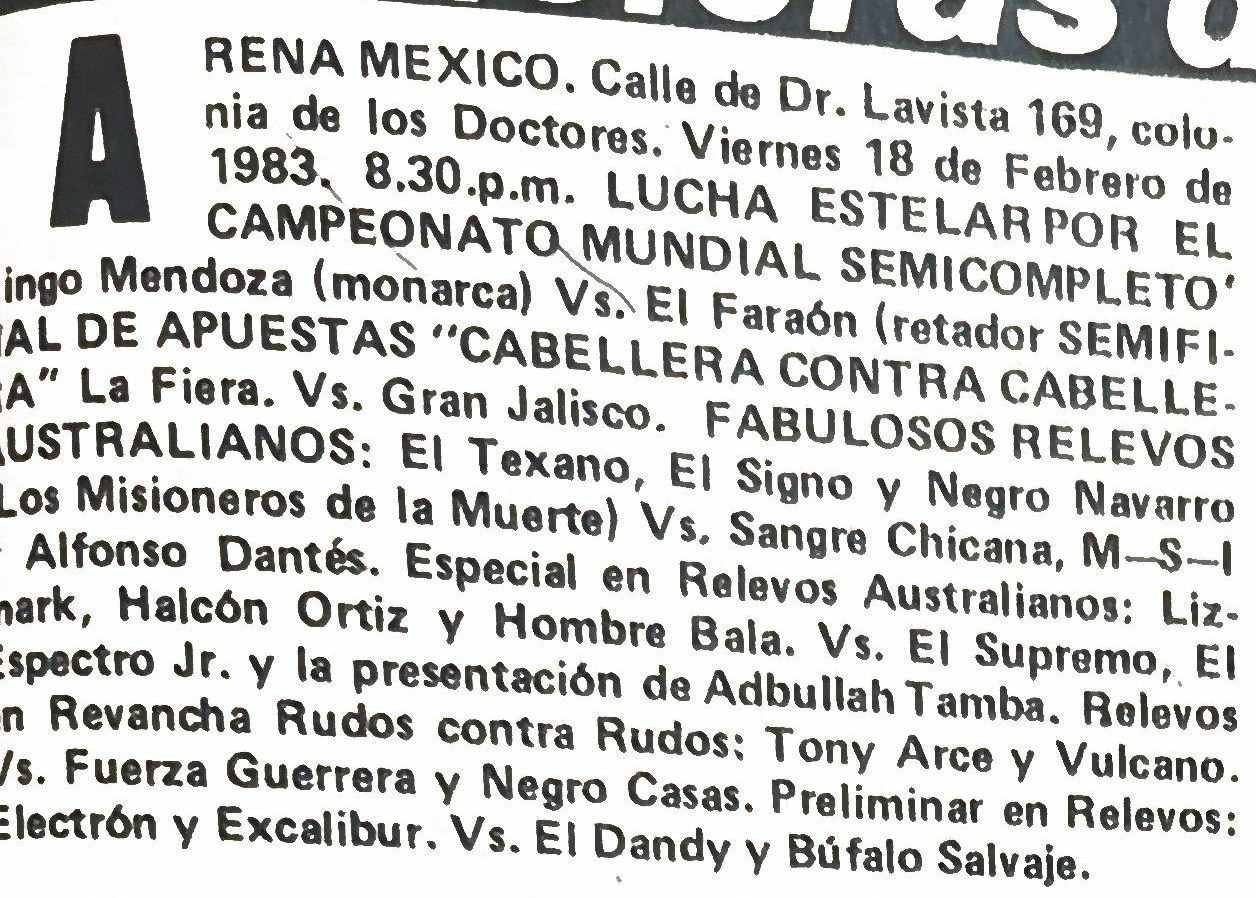 A
RENA MEXICO. Calle de Dr. Lavista 169, colo-
nia de los Doctores. Viernes 18 de Febrero de
1983. 8.30.p.m. LUCHA ESTELAR POR EL
CAMPEONATO MUNDIAL SEMICOMPLETO'
ingo Mendoza (monarca) Vs. El Faraón (retador SEMIFI-
AL DE APUESTAS "CABELLERA CONTRA CABELLE-
A" La Fiera. Vs. Gran Jalisco. FABULOSOS RELEVOS
AUSTRALIANOS: El Texano, El Signo y Negro Navarro
Los Misioneros de la Muerte) Vs. Sangre Chicana, M—S—I
Alfonso Dantés. Especial en Relevos Australianos: Liz-
mark, Halcón Ortiz y Hombre Bala. Vs. El Supremo, El
Espectro Jr. y la presentación de Adbullah Tamba. Relevos
n Revancha Rudos contra Rudos: Tony Arce y Vulcano.
Vs. Fuerza Guerrera y Negro Casas. Preliminar en Relevos:
Electrón y Excalibur. Vs. El Dandy y Búfalo Salvaje.